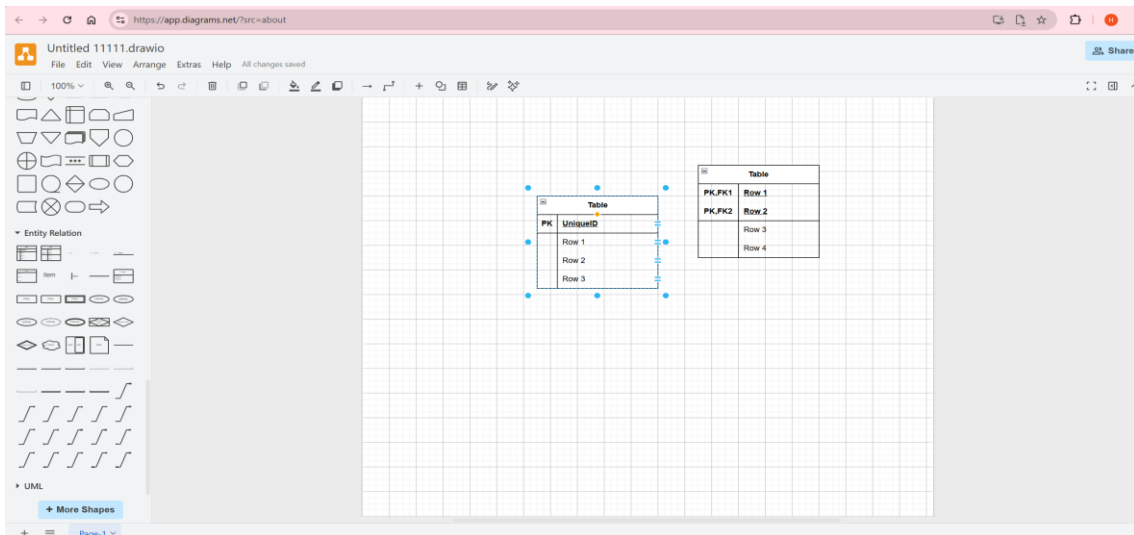 https://app.diagrams.net/?src=about
H
Untitled 11111.drawio
File Edit View Arrange Extras Help All changes saved
Share
100%
Entity Relation
Item
UML
+ More Shapes
Page-1
Table
PK UniqueID
Row 1
Row 2
Row 3
Table
PK,FK1 Row 1
PK,FK2 Row 2
Row 3
Row 4